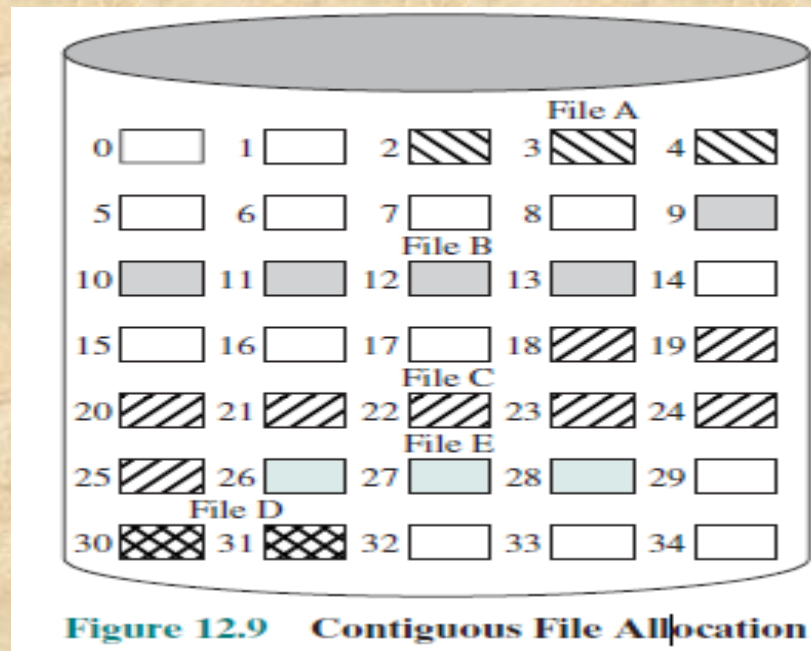 File A
0 1 2 3 4
5 6 7 8 9
File B
10 11 12 13 14
15 16 17 18 19
File C
20 21 22 23 24
File E
25 26 27 28 29
File D
30 31 32 33 34
Figure 12.9 Contiguous File Allocation